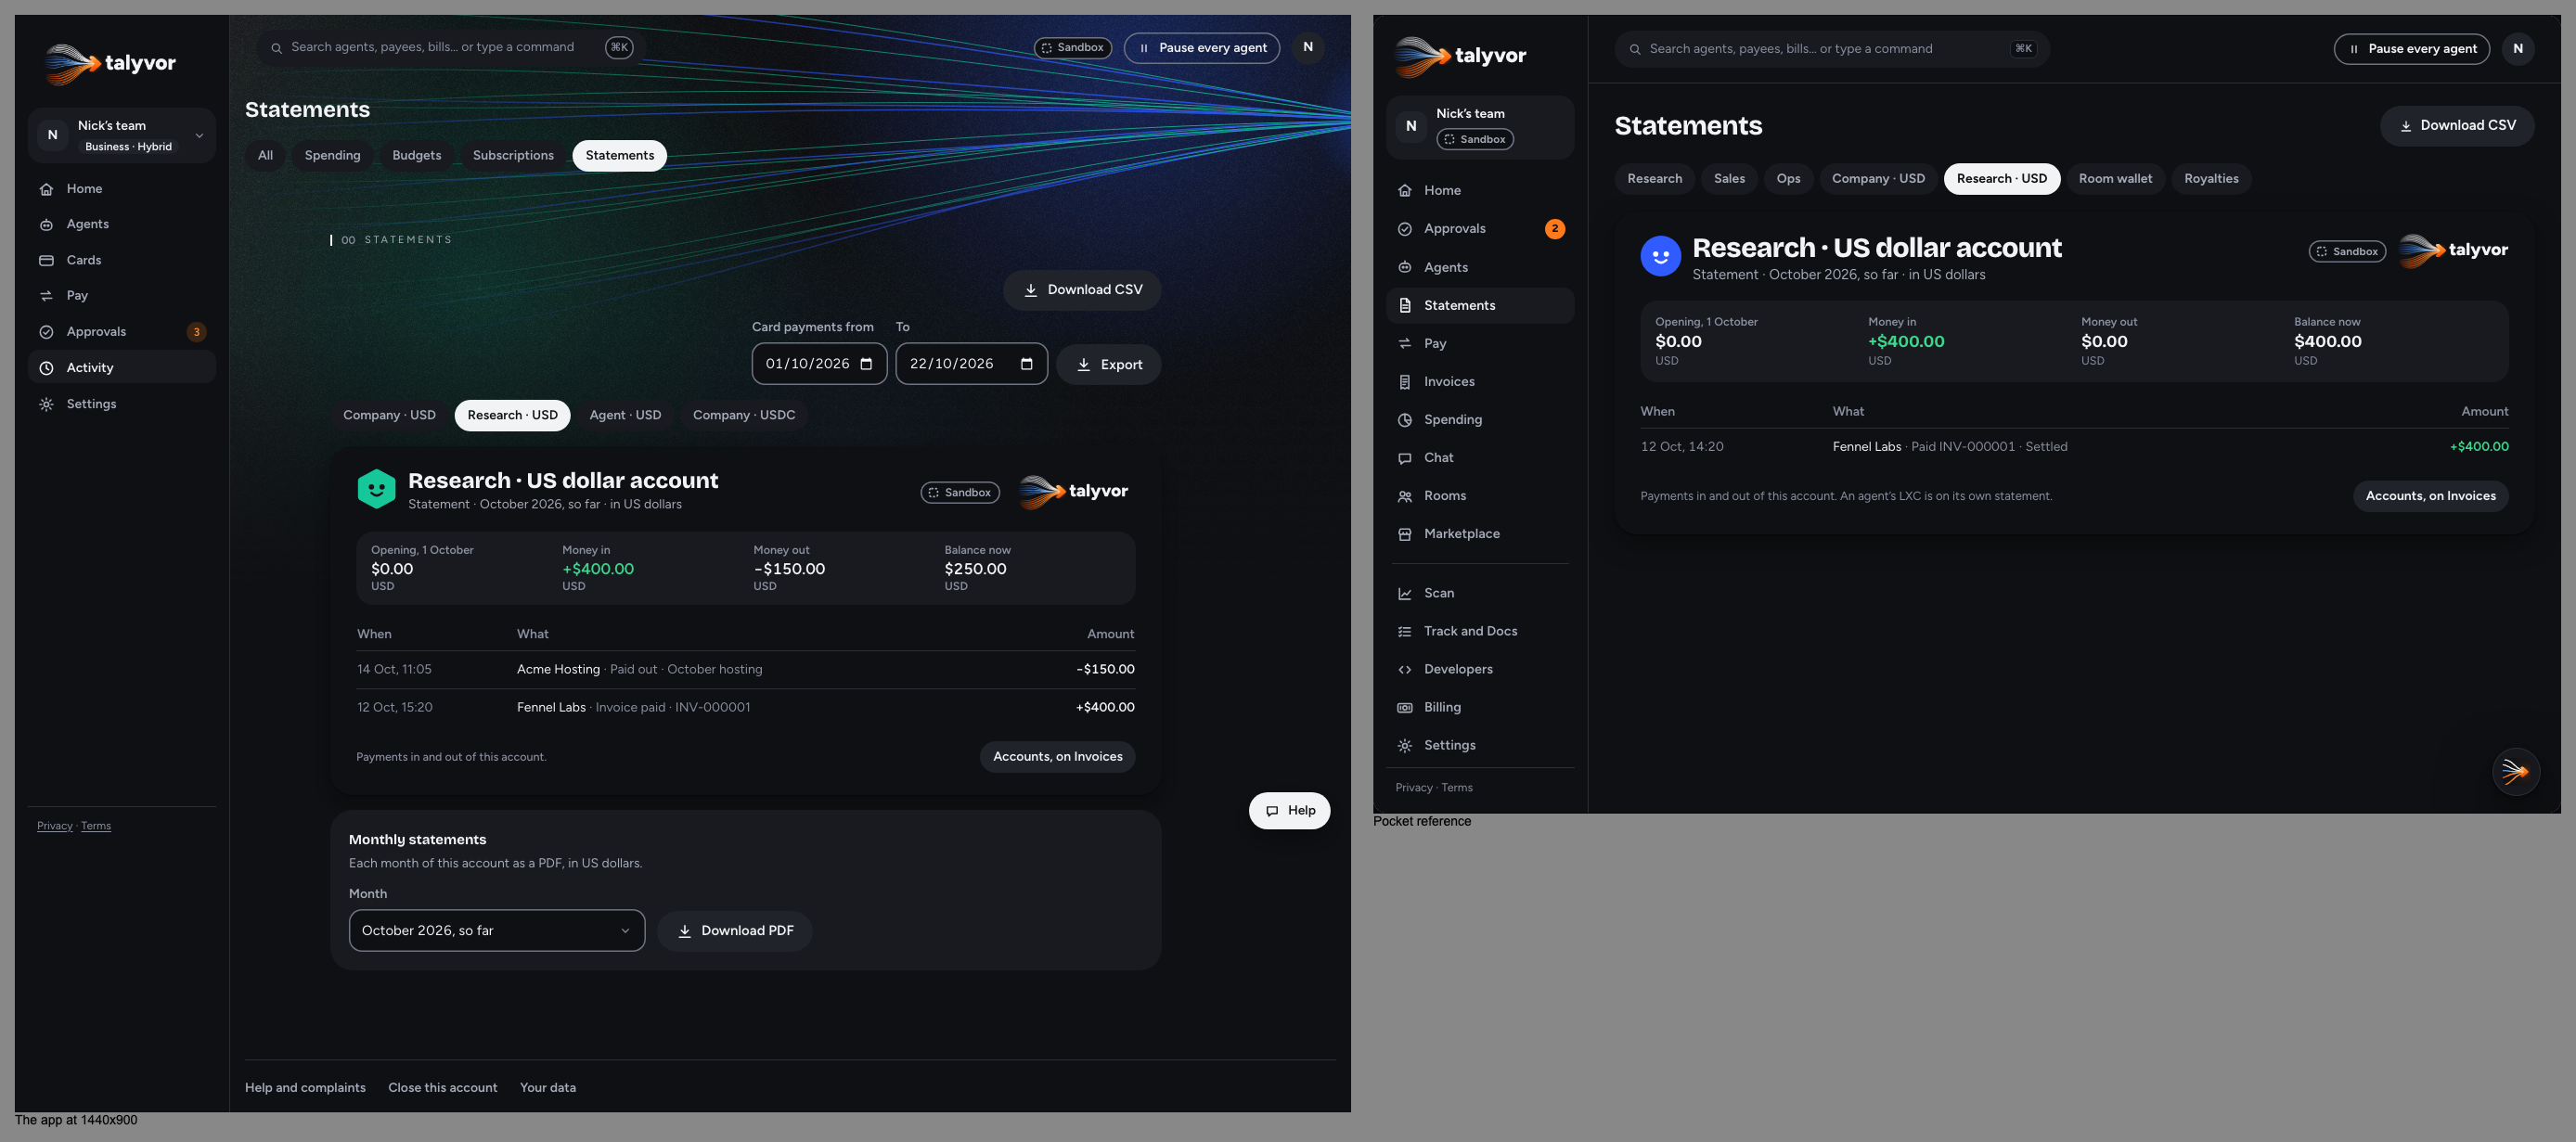 talyvor
Search agents, payees, bills... or type a command ⌘K
Sandbox
Pause every agent
N
N
Nick's team
Business · Hybrid
Home
Agents
Cards
Pay
Approvals 3
Activity
Settings
Privacy · Terms
Statements
All Spending Budgets Subscriptions Statements
00 STATEMENTS
Download CSV
Card payments from To
01/10/2026 22/10/2026 Export
Company · USD Research · USD Agent · USD Company · USDC
Research · US dollar account
Statement · October 2026, so far · in US dollars
Sandbox
talyvor
Opening, 1 October Money in Money out Balance now
$0.00 +$400.00 −$150.00 $250.00
USD USD USD USD
When What Amount
14 Oct, 11:05 Acme Hosting · Paid out · October hosting −$150.00
12 Oct, 15:20 Fennel Labs · Invoice paid · INV-000001 +$400.00
Payments in and out of this account. Accounts, on Invoices
Monthly statements
Each month of this account as a PDF, in US dollars.
Month
October 2026, so far Download PDF
Help
Help and complaints Close this account Your data
The app at 1440x900
talyvor
Search agents, payees, bills... or type a command ⌘K
Pause every agent
N
N
Nick's team
Sandbox
Home
Approvals 2
Agents
Statements
Pay
Invoices
Spending
Chat
Rooms
Marketplace
Scan
Track and Docs
Developers
Billing
Settings
Privacy · Terms
Statements
Download CSV
Research Sales Ops Company · USD Research · USD Room wallet Royalties
Research · US dollar account
Statement · October 2026, so far · in US dollars
Sandbox
talyvor
Opening, 1 October Money in Money out Balance now
$0.00 +$400.00 $0.00 $400.00
USD USD USD USD
When What Amount
12 Oct, 14:20 Fennel Labs · Paid INV-000001 · Settled +$400.00
Payments in and out of this account. An agent's LXC is on its own statement. Accounts, on Invoices
Pocket reference